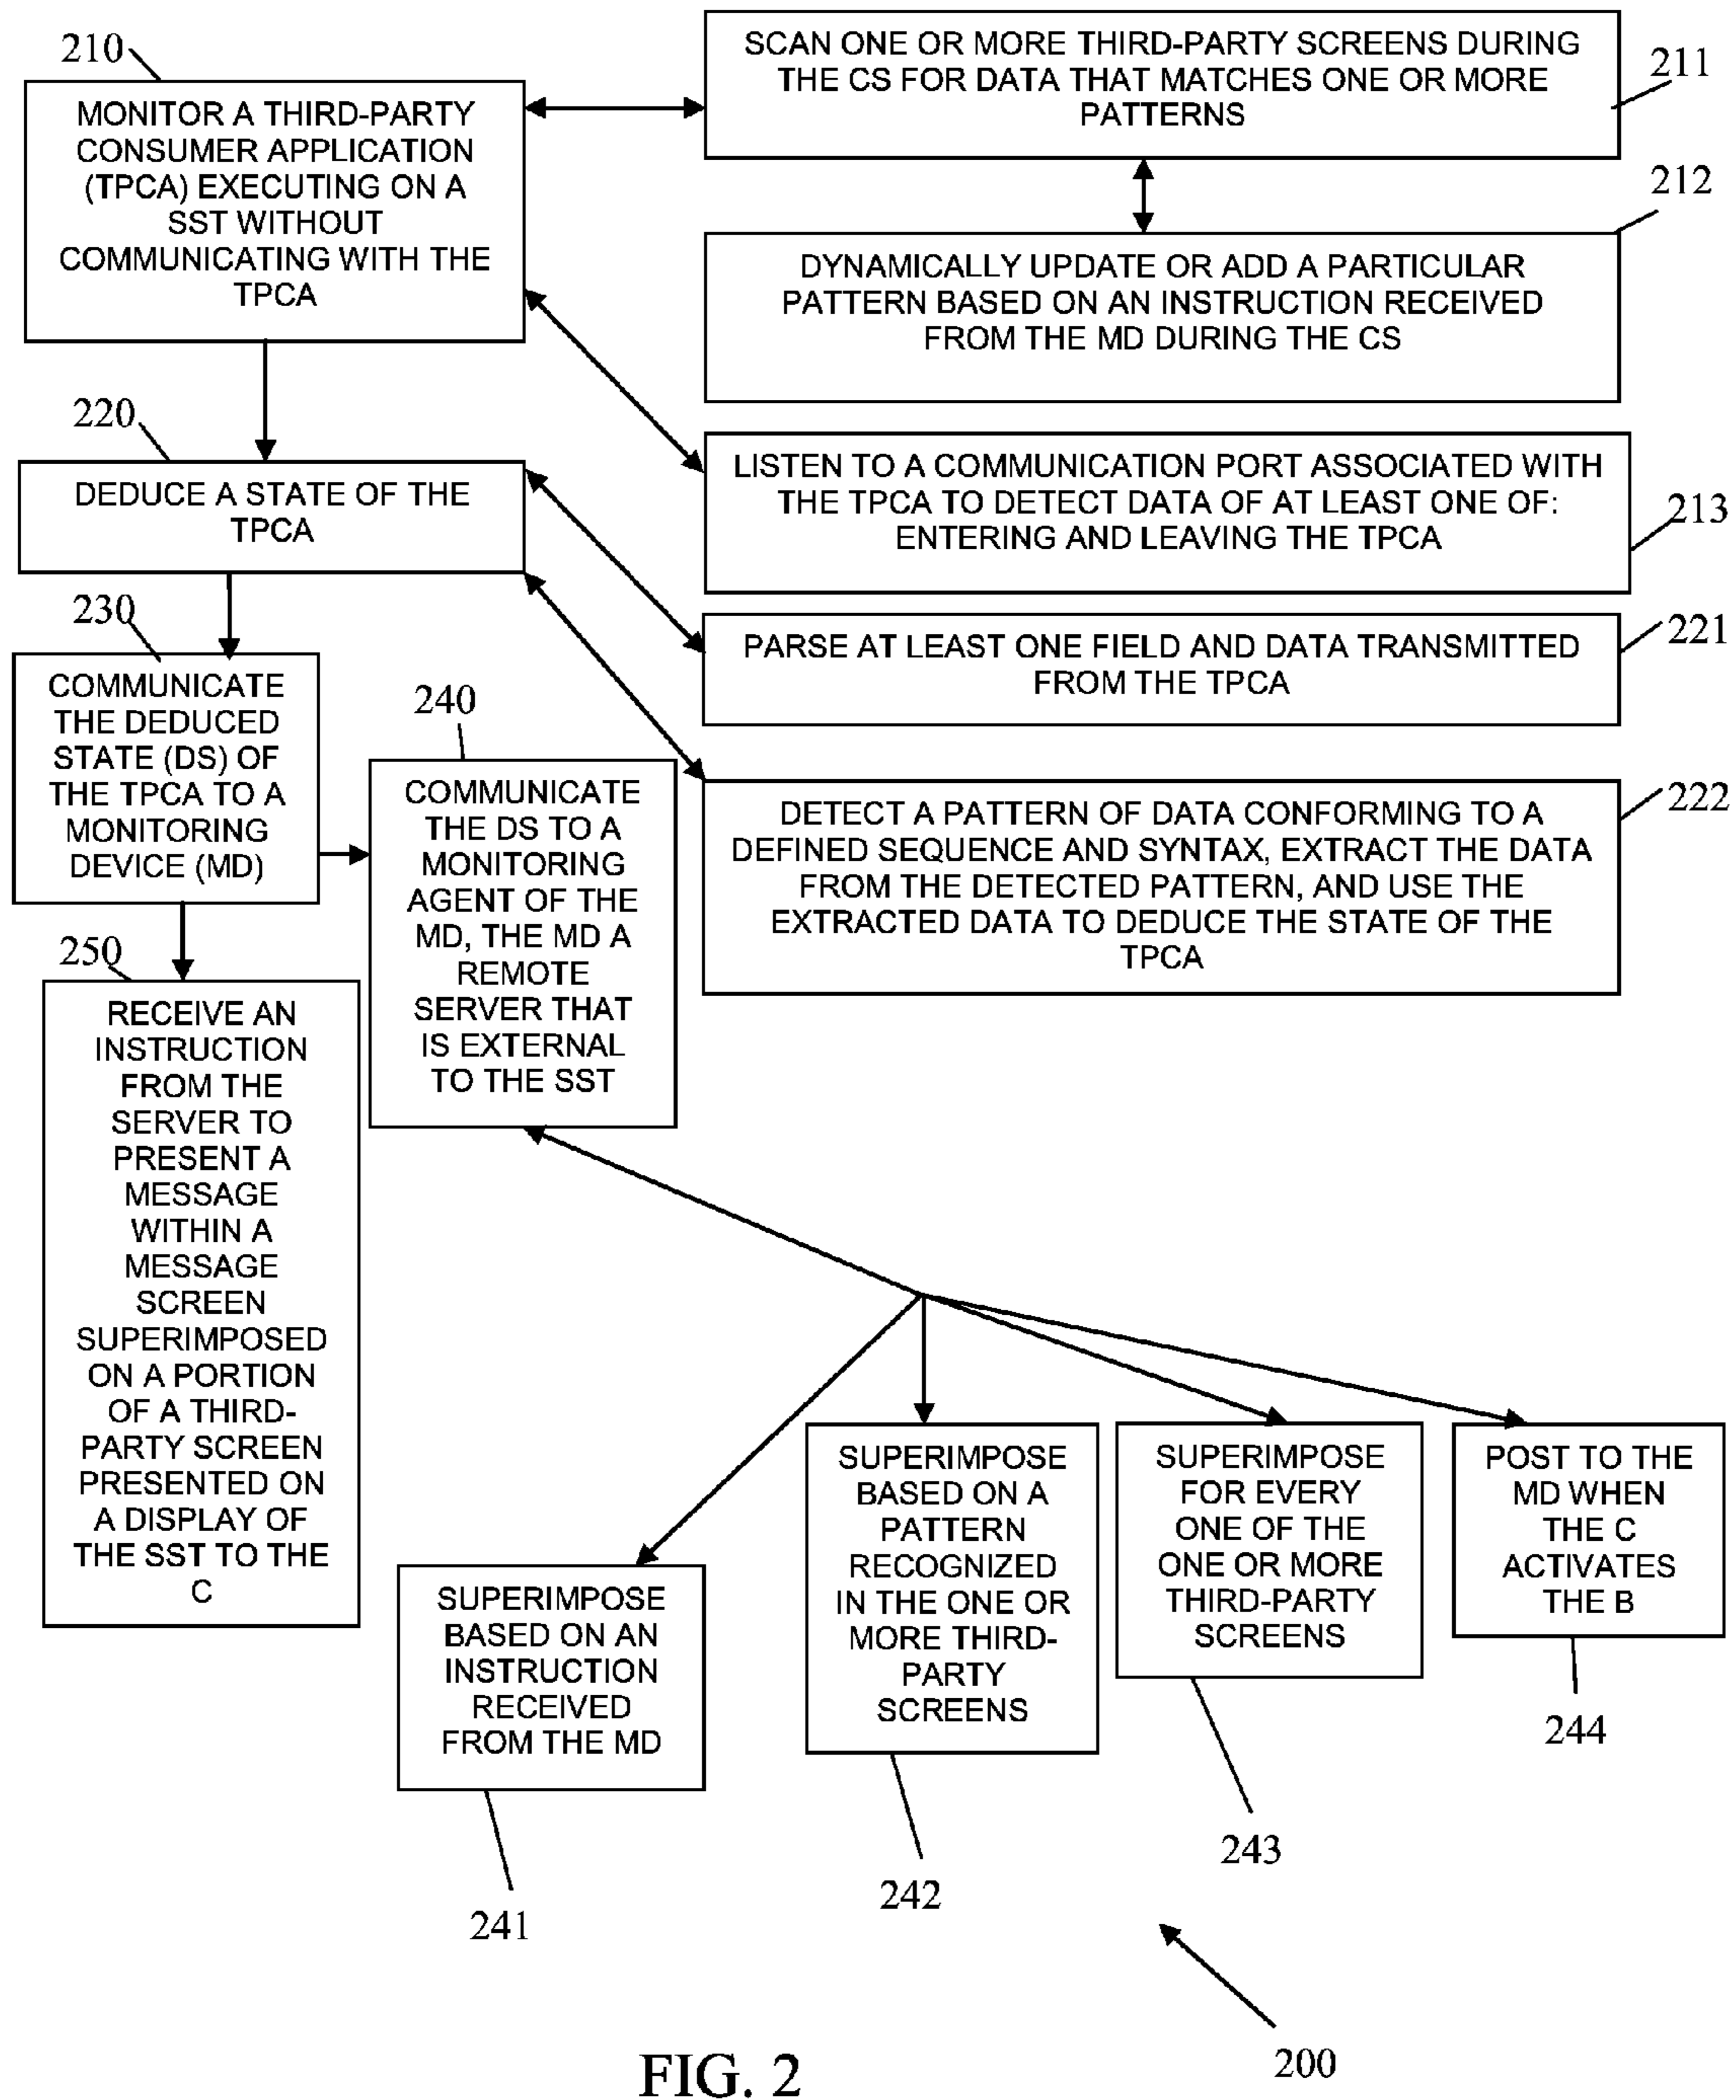 210
MONITOR A THIRD-PARTY
CONSUMER APPLICATION
(TPCA) EXECUTING ON A
SST WITHOUT
COMMUNICATING WITH THE
TPCA
SCAN ONE OR MORE THIRD-PARTY SCREENS DURING
THE CS FOR DATA THAT MATCHES ONE OR MORE
PATTERNS
211
212
DYNAMICALLY UPDATE OR ADD A PARTICULAR
PATTERN BASED ON AN INSTRUCTION RECEIVED
FROM THE MD DURING THE CS
LISTEN TO A COMMUNICATION PORT ASSOCIATED WITH
THE TPCA TO DETECT DATA OF AT LEAST ONE OF:
ENTERING AND LEAVING THE TPCA
213
220
DEDUCE A STATE OF THE
TPCA
PARSE AT LEAST ONE FIELD AND DATA TRANSMITTED
FROM THE TPCA
221
DETECT A PATTERN OF DATA CONFORMING TO A
DEFINED SEQUENCE AND SYNTAX, EXTRACT THE DATA
FROM THE DETECTED PATTERN, AND USE THE
EXTRACTED DATA TO DEDUCE THE STATE OF THE
TPCA
222
230
COMMUNICATE
THE DEDUCED
STATE (DS) OF
THE TPCA TO A
MONITORING
DEVICE (MD)
240
COMMUNICATE
THE DS TO A
MONITORING
AGENT OF THE
MD, THE MD A
REMOTE
SERVER THAT
IS EXTERNAL
TO THE SST
250
RECEIVE AN
INSTRUCTION
FROM THE
SERVER TO
PRESENT A
MESSAGE
WITHIN A
MESSAGE
SCREEN
SUPERIMPOSED
ON A PORTION
OF A THIRD-
PARTY SCREEN
PRESENTED ON
A DISPLAY OF
THE SST TO THE
C
SUPERIMPOSE
BASED ON AN
INSTRUCTION
RECEIVED
FROM THE MD
241
SUPERIMPOSE
BASED ON A
PATTERN
RECOGNIZED
IN THE ONE OR
MORE THIRD-
PARTY
SCREENS
242
SUPERIMPOSE
FOR EVERY
ONE OF THE
ONE OR MORE
THIRD-PARTY
SCREENS
243
POST TO THE
MD WHEN
THE C
ACTIVATES
THE B
244
200
FIG. 2